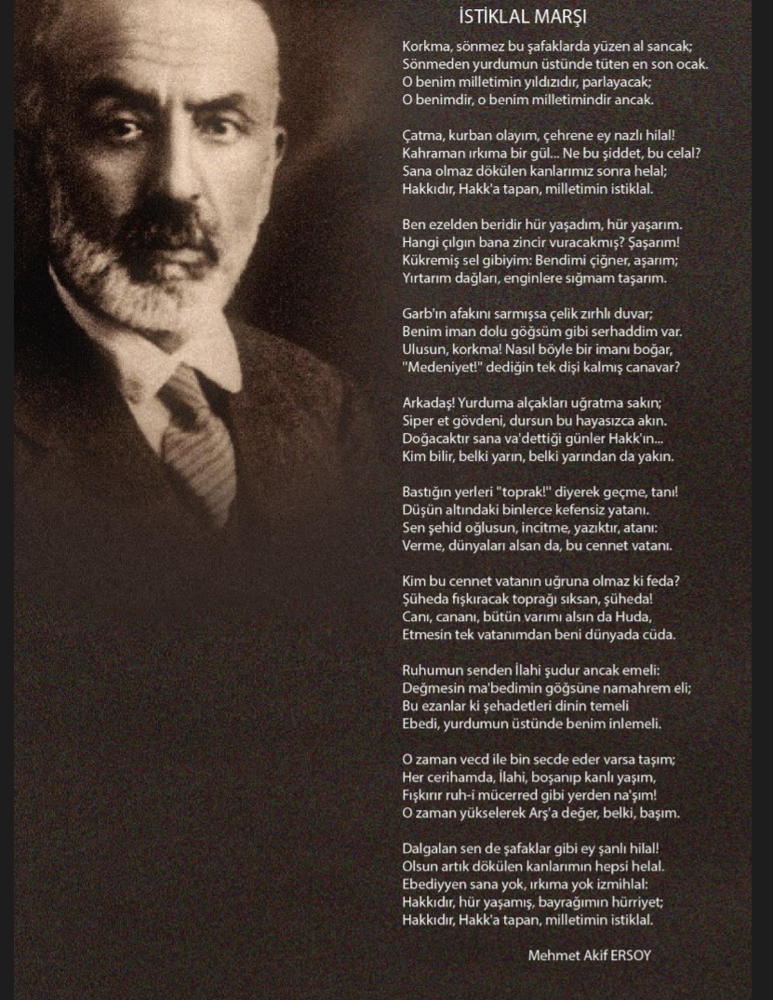 İSTİKLAL MARŞI
Korkma, sönmez bu şafaklarda yüzen al sancak;
Sönmeden yurdumun üstünde tüten en son ocak.
O benim milletimin yıldızıdır, parlayacak;
O benimdir, o benim milletimindir ancak.
Çatma, kurban olayım, çehrene ey nazlı hilal!
Kahraman ırkıma bir gül... Ne bu şiddet, bu celal?
Sana olmaz dökülen kanlarımız sonra helal;
Hakkıdır, Hakk'a tapan, milletimin istiklal.
Ben ezelden beridir hür yaşadım, hür yaşarım.
Hangi çılgın bana zincir vuracakmış? Şaşarım!
Kükremiş sel gibiyim: Bendimi çiğner, aşarım;
Yırtarım dağları, enginlere sığmam taşarım.
Garb'ın afakını sarmışsa çelik zırhlı duvar;
Benim iman dolu göğsüm gibi serhaddim var.
Ulusun, korkma! Nasıl böyle bir imanı boğar,
"Medeniyet!" dediğin tek dişi kalmış canavar?
Arkadaş! Yurduma alçakları uğratma sakın;
Siper et gövdeni, dursun bu hayasızca akın.
Doğacaktır sana va'dettiği günler Hakk'ın...
Kim bilir, belki yarın, belki yarından da yakın.
Bastığın yerleri "toprak!" diyerek geçme, tanı!
Düşün altındaki binlerce kefensiz yatanı.
Sen şehid oğlusun, incitme, yazıktır, atanı:
Verme, dünyaları alsan da, bu cennet vatanı.
Kim bu cennet vatanın uğruna olmaz ki feda?
Şüheda fışkıracak toprağı sıksan, şüheda!
Canı, cananı, bütün varımı alsın da Huda,
Etmesin tek vatanımdan beni dünyada cüda.
Ruhumun senden İlahi şudur ancak emeli:
Değmesin ma'bedimin göğsüne namahrem eli;
Bu ezanlar ki şehadetleri dinin temeli
Ebedi, yurdumun üstünde benim inlemeli.
O zaman vecd ile bin secde eder varsa taşım;
Her cerihamda, İlahi, boşanıp kanlı yaşım,
Fışkırır ruh-i mücerred gibi yerden na'şım!
O zaman yükselerek Arş'a değer, belki, başım.
Dalgalan sen de şafaklar gibi ey şanlı hilal!
Olsun artık dökülen kanlarımın hepsi helal.
Ebediyyen sana yok, ırkıma yok izmihlal:
Hakkıdır, hür yaşamış, bayrağımın hürriyet;
Hakkıdır, Hakk'a tapan, milletimin istiklal.
Mehmet Akif ERSOY